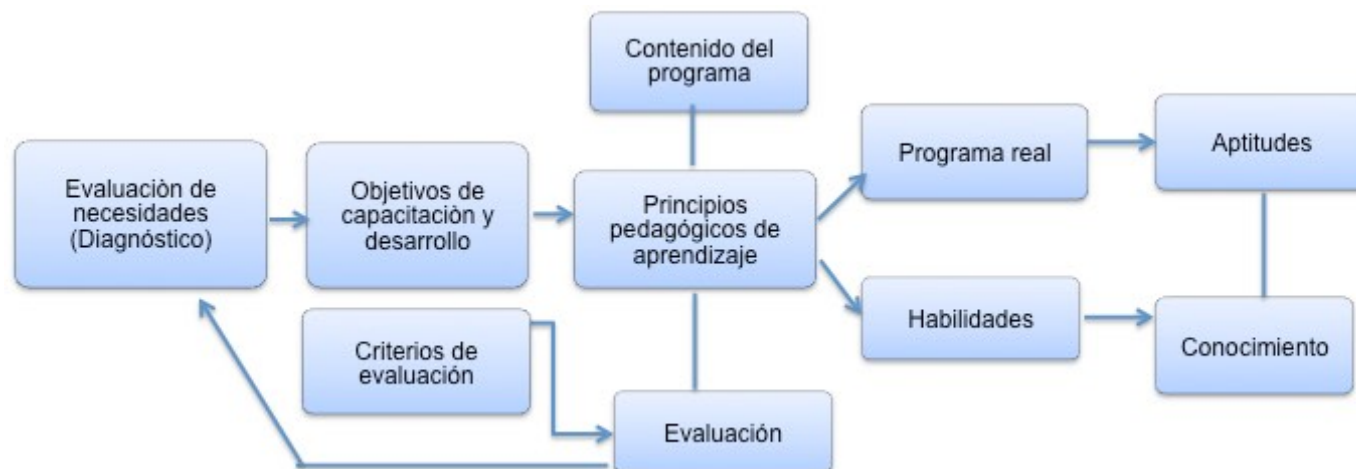 Contenido del
programa
Evaluaciòn de
necesidades
(Diagnóstico)
Objetivos de
capacitaciòn y
desarrollo
Principios
pedagógicos de
aprendizaje
Programa real
Aptitudes
Habilidades
Conocimiento
Criterios de
evaluación
Evaluación